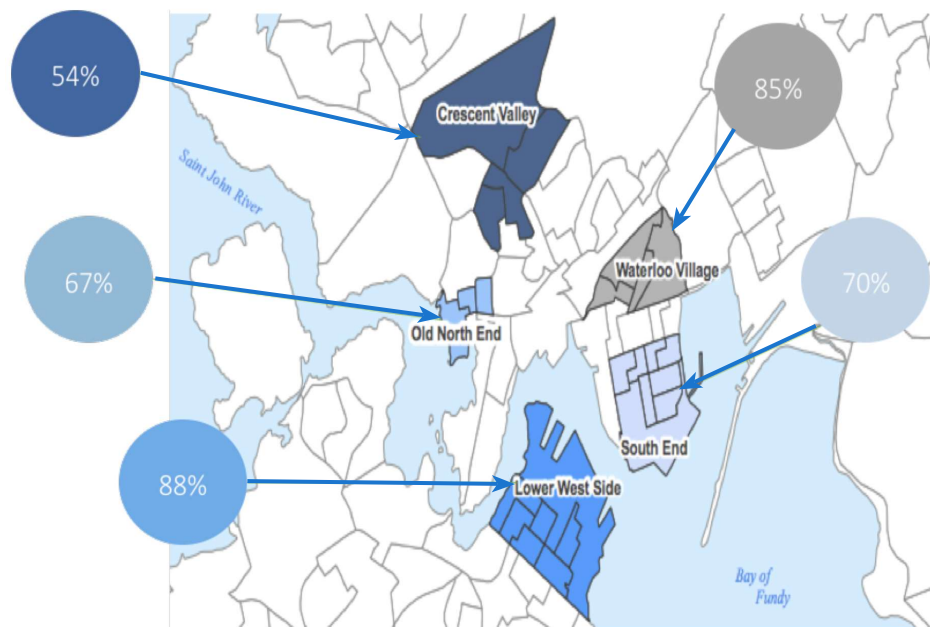 54%
Crescent Valley
85%
Saint John River
67%
Waterloo Village
70%
Old North End
South End
88%
Lower West Side
Bay of
Fundy